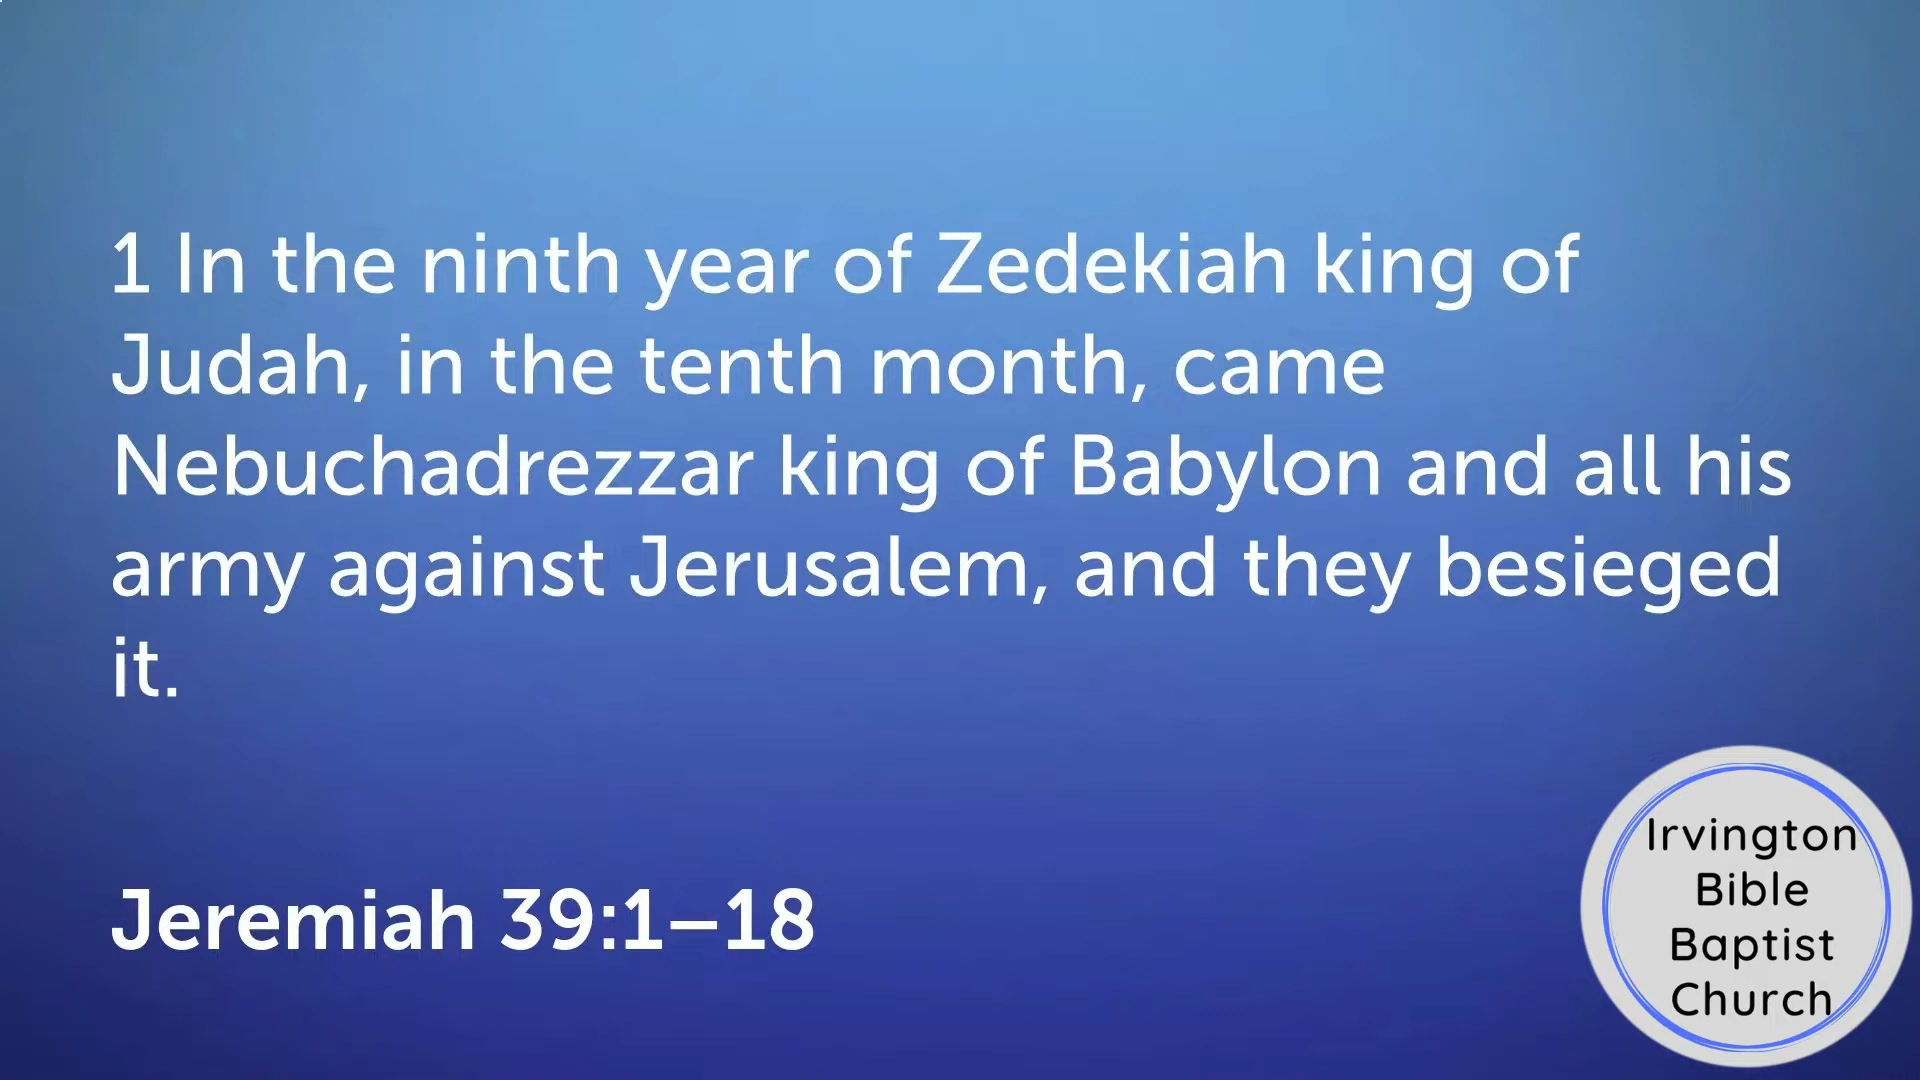 1 In the ninth year of Zedekiah king of
Judah, in the tenth month, came
Nebuchadrezzar king of Babylon and all his
army against Jerusalem, and they besieged
it.
Jeremiah 39:1–18
Irvington
Bible
Baptist
Church